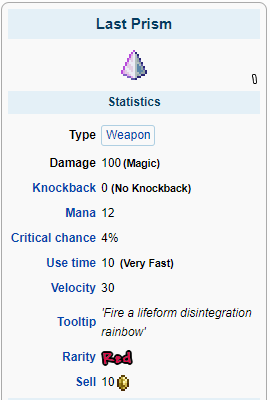 Last Prism
Statistics
Type Weapon
Damage 100 (Magic)
Knockback 0 (No Knockback)
Mana 12
Critical chance 4%
Use time 10 (Very Fast)
Velocity 30
Tooltip 'Fire a lifeform disintegration
rainbow'
Rarity Red
Sell 10